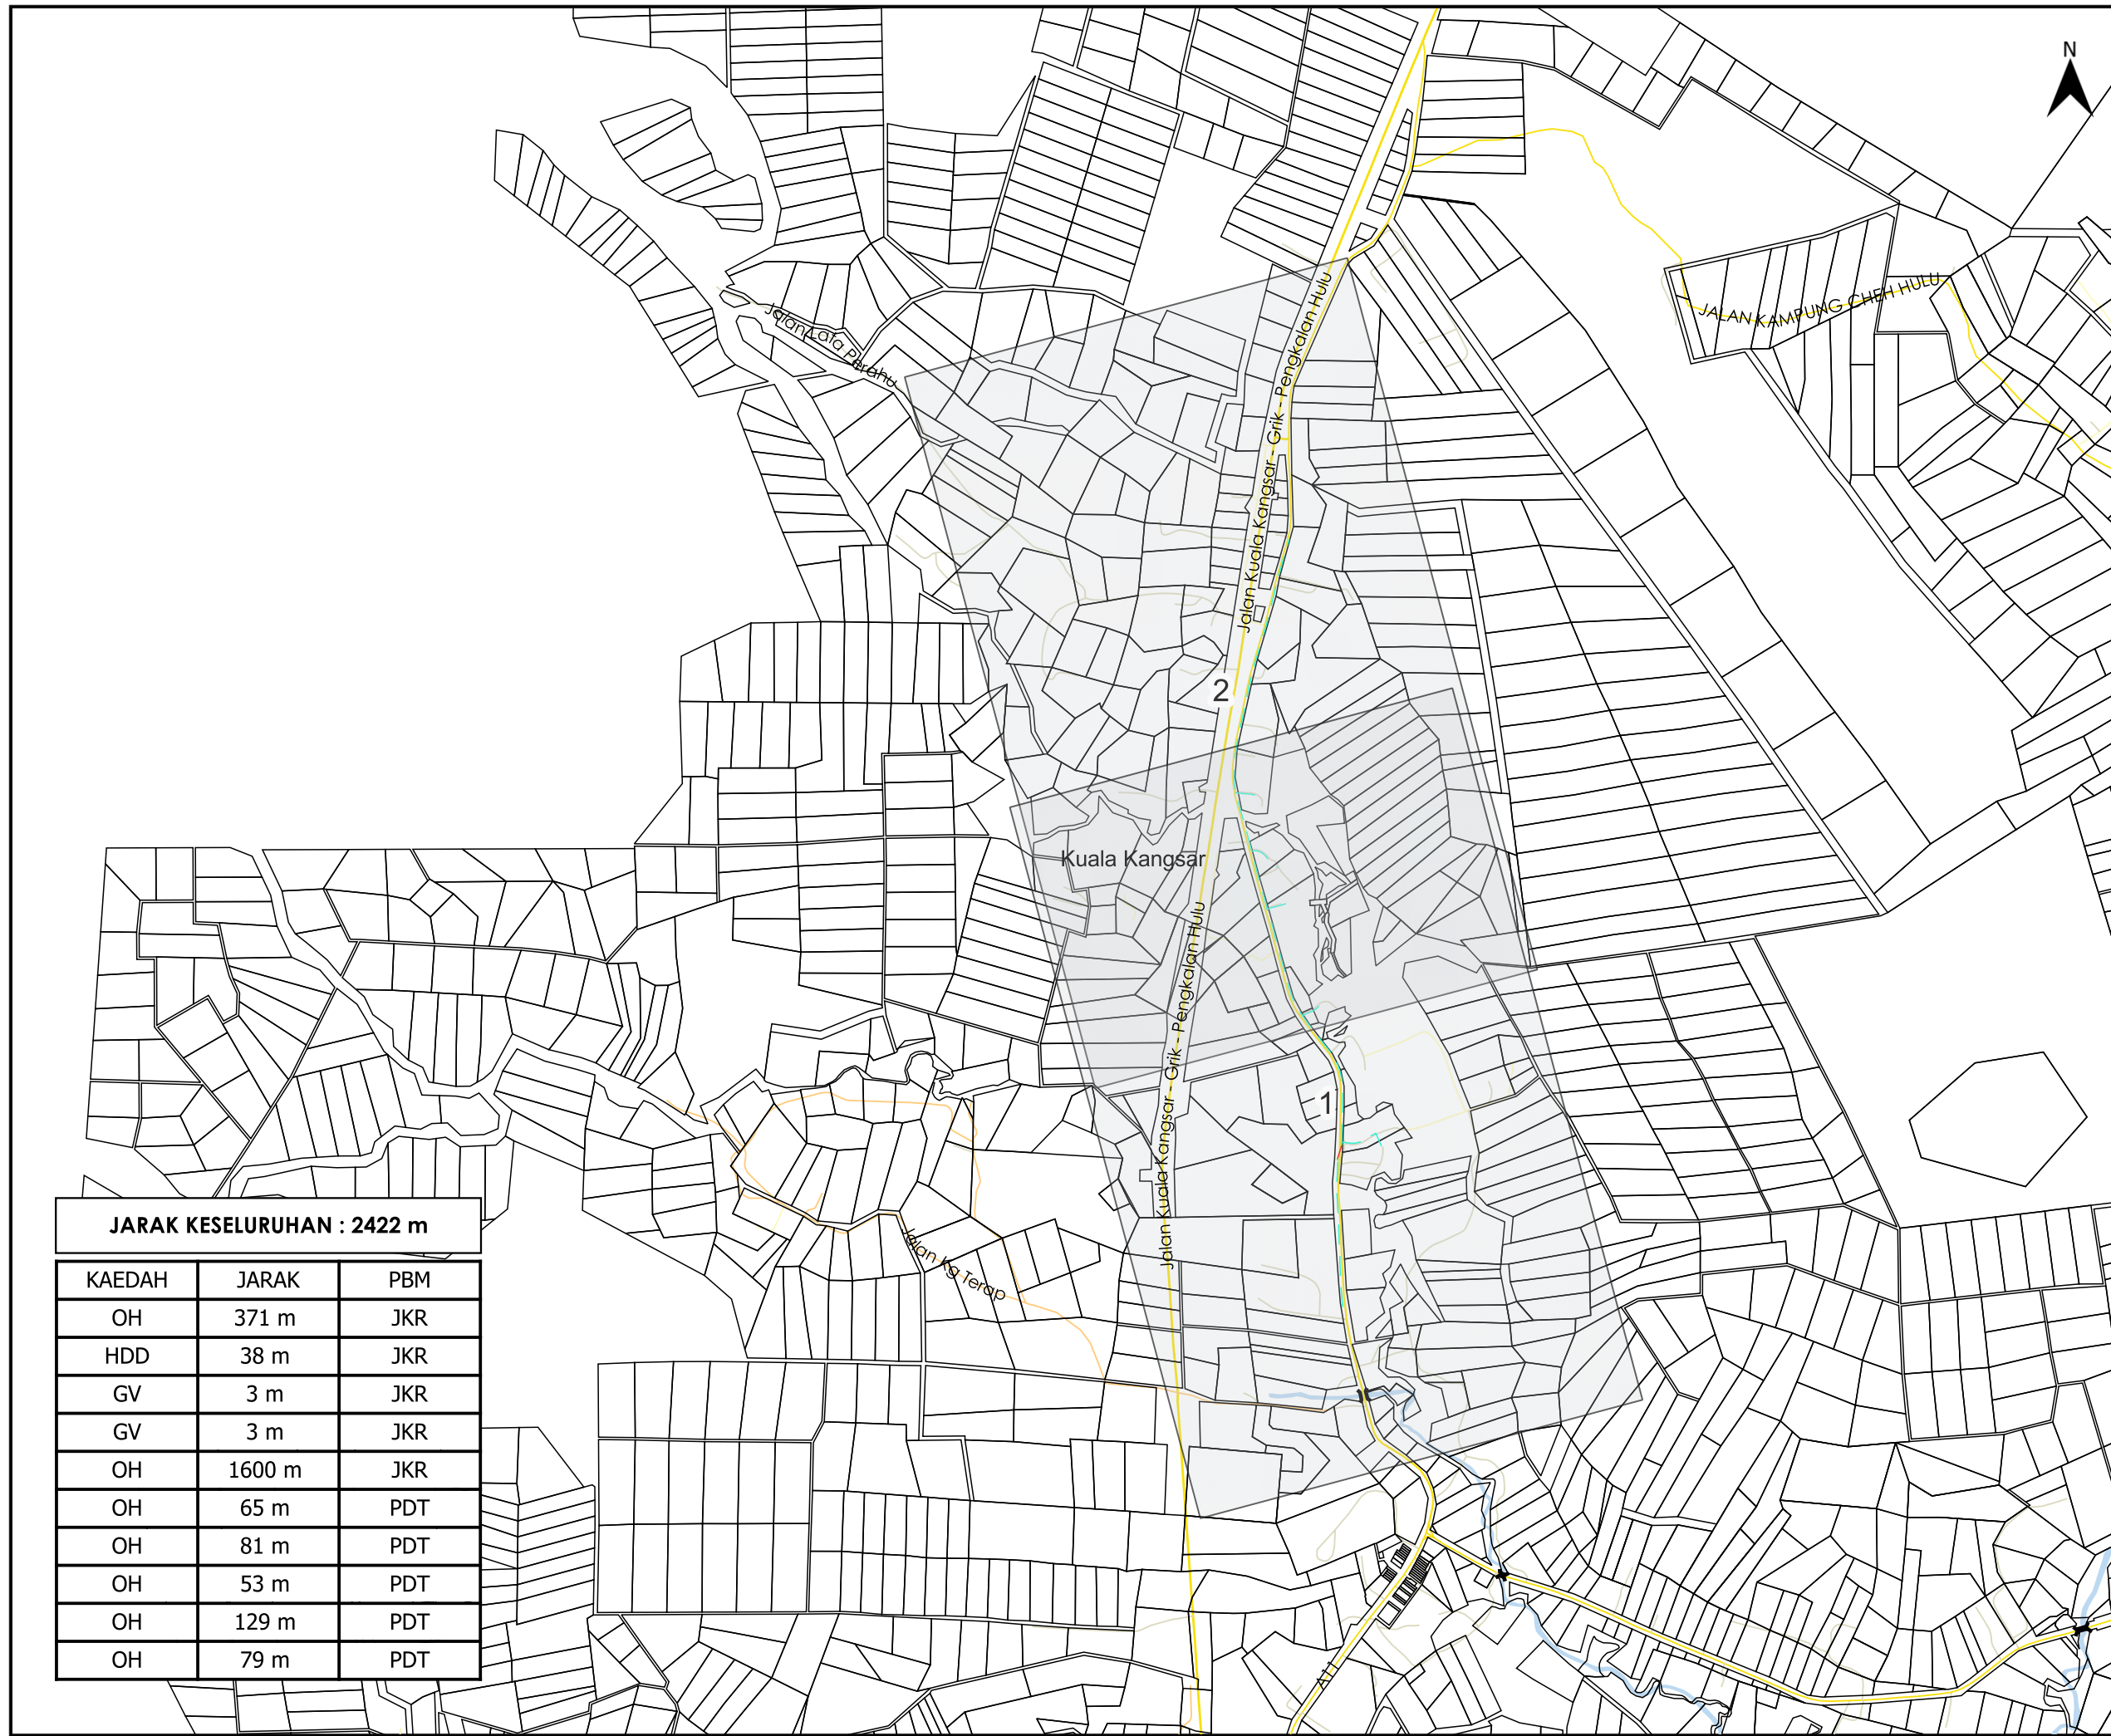 N
Jalan Lata Perahu
Jalan Kuala Kangsar - Grik - Pengkalan Hulu
JALAN KAMPUNG CHEH HULU
2
Kuala Kangsar
Jalan Kuala Kangsar - Grik - Pengkalan Hulu
1
Jalan Kg Terap
A11
JARAK KESELURUHAN : 2422 m
KAEDAH JARAK PBM
OH 371 m JKR
HDD 38 m JKR
GV 3 m JKR
GV 3 m JKR
OH 1600 m JKR
OH 65 m PDT
OH 81 m PDT
OH 53 m PDT
OH 129 m PDT
OH 79 m PDT